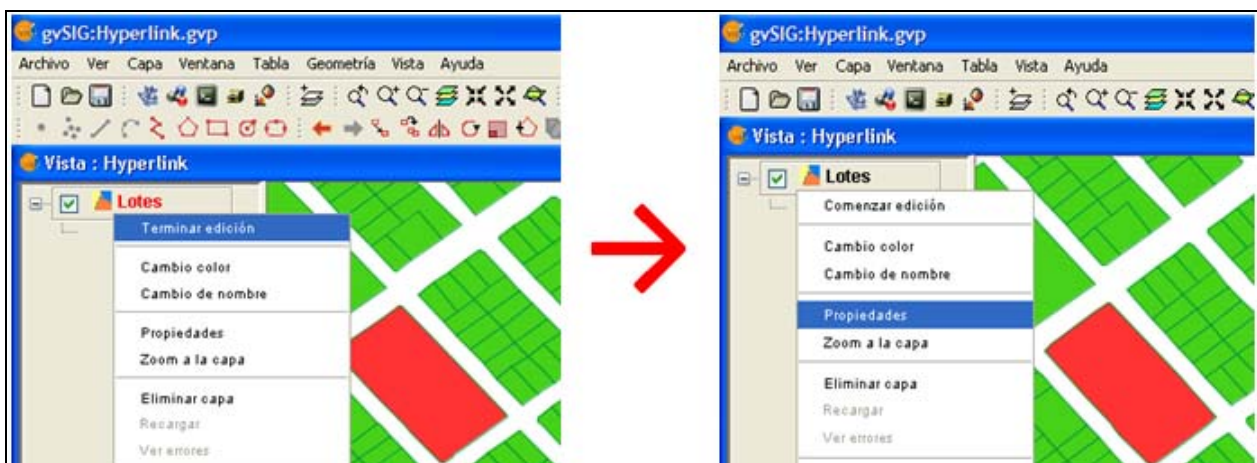 gvSIG:Hyperlink.gvp
Archivo Ver Capa Ventana Tabla Geometría Vista Ayuda
Vista : Hyperlink
Lotes
Terminar edición
Cambio color
Cambio de nombre
Propiedades
Zoom a la capa
Eliminar capa
Recargar
Ver errores
gvSIG:Hyperlink.gvp
Archivo Ver Capa Ventana Tabla Vista Ayuda
Vista : Hyperlink
Lotes
Comenzar edición
Cambio color
Cambio de nombre
Propiedades
Zoom a la capa
Eliminar capa
Recargar
Ver errores